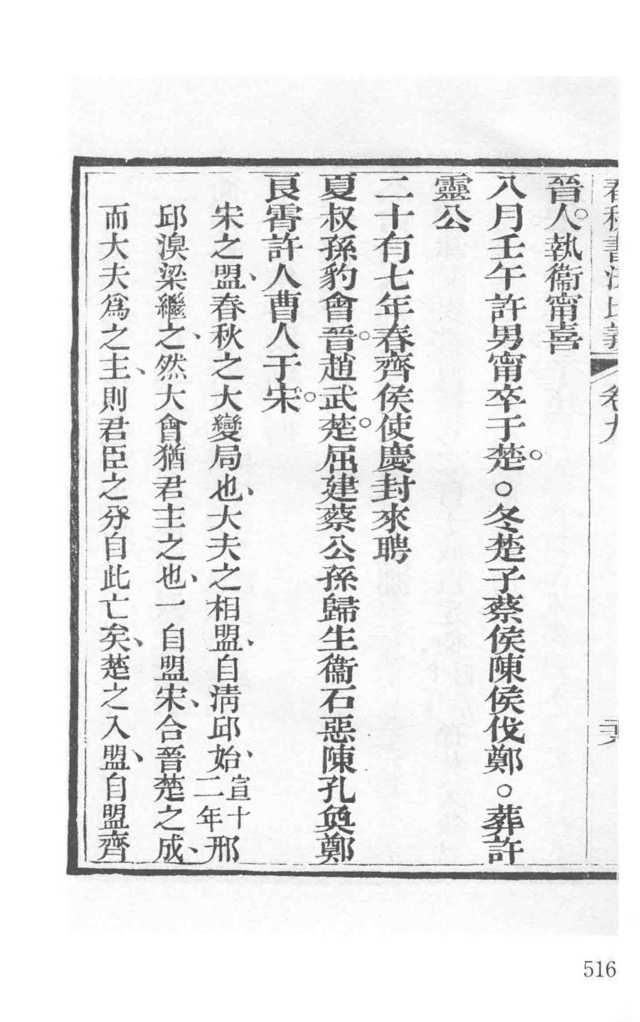 春秋書法比義 卷九
晉人執衞甯喜
八月壬午許男甯卒于楚○冬楚子蔡侯陳侯伐鄭○葬許
靈公
二十有七年春齊侯使慶封來聘
夏叔孫豹會晉趙武楚屈建蔡公孫歸生衞石惡陳孔奐鄭
良霄許人曹人于宋
宋之盟春秋之大變局也大夫之相盟自清邱始宣十二年邢
邱溴梁繼之然大會猶君主之也一自盟宋合晉楚之成
而大夫爲之主則君臣之分自此亡矣楚之入盟自盟齊
516